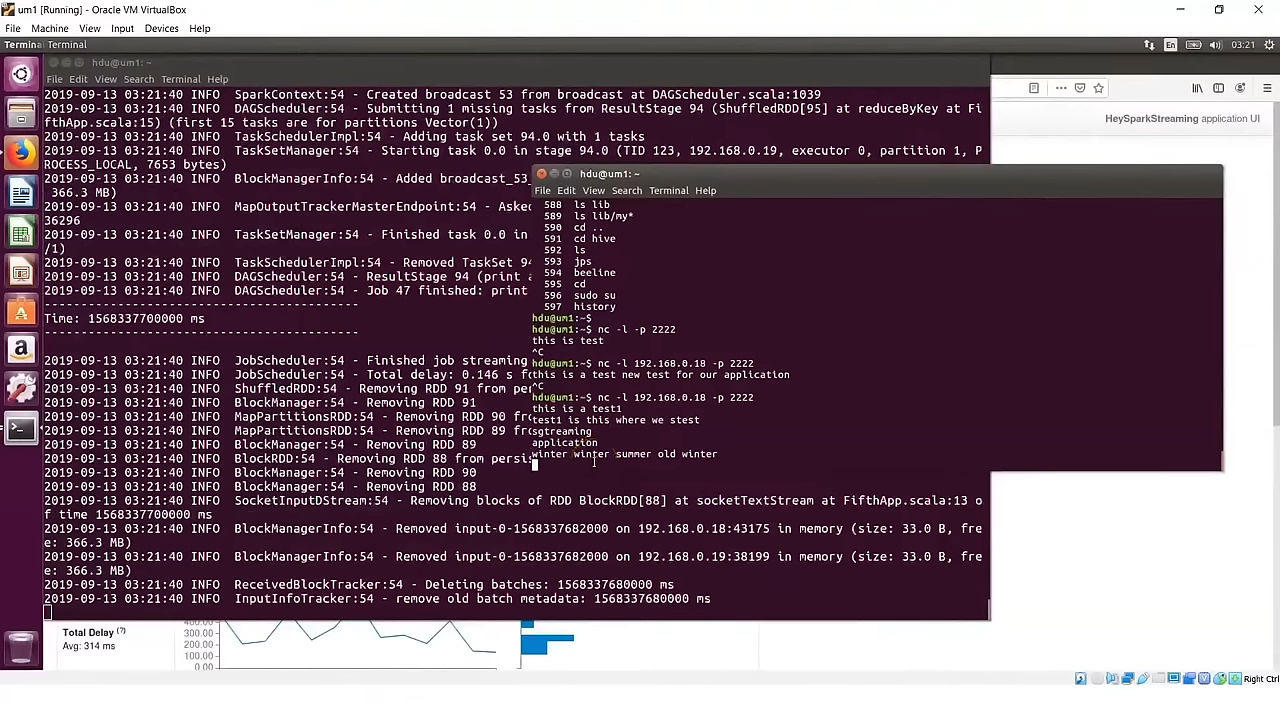 um1 [Running] - Oracle VM VirtualBox
File Machine View Input Devices Help
Termina Terminal
En 03:21
hdu@um1: ~
File Edit View Search Terminal Help
2019-09-13 03:21:40 INFO SparkContext:54 - Created broadcast 53 from broadcast at DAGScheduler.scala:1039
2019-09-13 03:21:40 INFO DAGScheduler:54 - Submitting 1 missing tasks from ResultStage 94 (ShuffledRDD[95] at reduceByKey at Fi
fthApp.scala:15) (first 15 tasks are for partitions Vector(1))
2019-09-13 03:21:40 INFO TaskSchedulerImpl:54 - Adding task set 94.0 with 1 tasks
2019-09-13 03:21:40 INFO TaskSetManager:54 - Starting task 0.0 in stage 94.0 (TID 123, 192.168.0.19, executor 0, partition 1, P
ROCESS_LOCAL, 7653 bytes)
2019-09-13 03:21:40 INFO BlockManagerInfo:54 - Added broadcast_53_
366.3 MB)
2019-09-13 03:21:40 INFO MapOutputTrackerMasterEndpoint:54 - Aske
36296
2019-09-13 03:21:40 INFO TaskSetManager:54 - Finished task 0.0 in
/1)
2019-09-13 03:21:40 INFO TaskSchedulerImpl:54 - Removed TaskSet 94
2019-09-13 03:21:40 INFO DAGScheduler:54 - ResultStage 94 (print a
2019-09-13 03:21:40 INFO DAGScheduler:54 - Job 47 finished: print
-------------------------------------------
Time: 1568337700000 ms
-------------------------------------------
2019-09-13 03:21:40 INFO JobScheduler:54 - Finished job streaming
2019-09-13 03:21:40 INFO JobScheduler:54 - Total delay: 0.146 s f
2019-09-13 03:21:40 INFO ShuffledRDD:54 - Removing RDD 91 from per
2019-09-13 03:21:40 INFO BlockManager:54 - Removing RDD 91
2019-09-13 03:21:40 INFO MapPartitionsRDD:54 - Removing RDD 90 fro
2019-09-13 03:21:40 INFO MapPartitionsRDD:54 - Removing RDD 89 fro
2019-09-13 03:21:40 INFO BlockManager:54 - Removing RDD 89
2019-09-13 03:21:40 INFO BlockRDD:54 - Removing RDD 88 from persis
2019-09-13 03:21:40 INFO BlockManager:54 - Removing RDD 90
2019-09-13 03:21:40 INFO BlockManager:54 - Removing RDD 88
2019-09-13 03:21:40 INFO SocketInputDStream:54 - Removing blocks of RDD BlockRDD[88] at socketTextStream at FifthApp.scala:13 o
f time 1568337700000 ms
2019-09-13 03:21:40 INFO BlockManagerInfo:54 - Removed input-0-1568337682000 on 192.168.0.18:43175 in memory (size: 33.0 B, fre
e: 366.3 MB)
2019-09-13 03:21:40 INFO BlockManagerInfo:54 - Removed input-0-1568337682000 on 192.168.0.19:38199 in memory (size: 33.0 B, fre
e: 366.3 MB)
2019-09-13 03:21:40 INFO ReceivedBlockTracker:54 - Deleting batches: 1568337680000 ms
2019-09-13 03:21:40 INFO InputInfoTracker:54 - remove old batch metadata: 1568337680000 ms
hdu@um1: ~
File Edit View Search Terminal Help
588 ls lib
589 ls lib/my*
590 cd ..
591 cd hive
592 ls
593 jps
594 beeline
595 cd
596 sudo su
597 history
hdu@um1:~$
hdu@um1:~$ nc -l -p 2222
this is test
^C
hdu@um1:~$ nc -l 192.168.0.18 -p 2222
this is a test new test for our application
^C
hdu@um1:~$ nc -l 192.168.0.18 -p 2222
this is a test1
test1 is this where we stest
sgtreaming
application
winter winter summer old winter
HeySparkStreaming application UI
Total Delay (?)
Avg: 314 ms
400.00
300.00
200.00
100.00
0.00
Right Ctrl